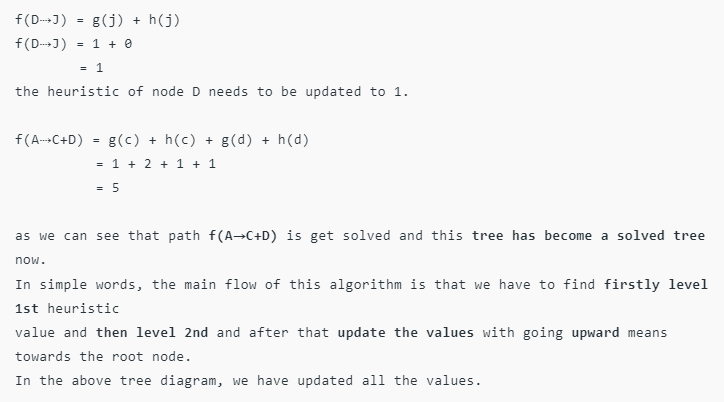 f(D⤍J) = g(j) + h(j)
f(D⤍J) = 1 + 0
= 1
the heuristic of node D needs to be updated to 1.
f(A⤍C+D) = g(c) + h(c) + g(d) + h(d)
= 1 + 2 + 1 + 1
= 5
as we can see that path f(A→C+D) is get solved and this tree has become a solved tree
now.
In simple words, the main flow of this algorithm is that we have to find firstly level
1st heuristic
value and then level 2nd and after that update the values with going upward means
towards the root node.
In the above tree diagram, we have updated all the values.